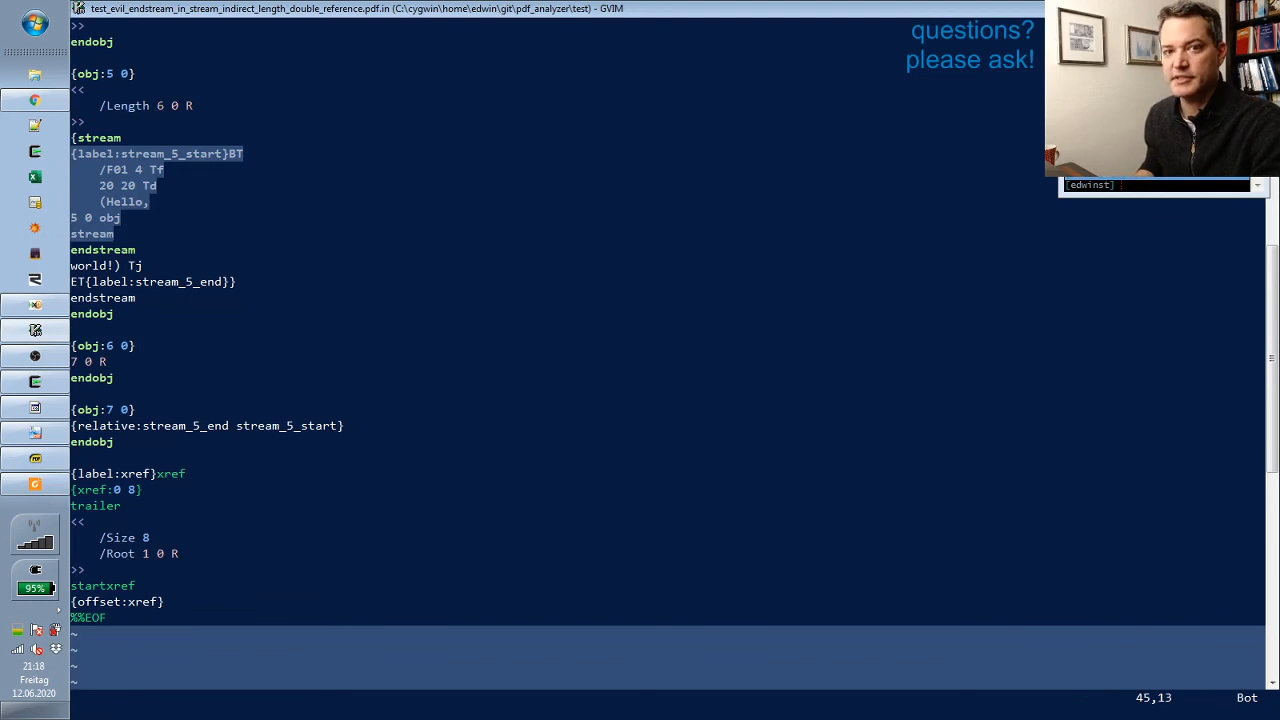 test_evil_endstream_in_stream_indirect_length_double_reference.pdf.in (C:\cygwin\home\edwin\git\pdf_analyzer\test) - GVIM
>>
endobj
{obj:5 0}
<<
/Length 6 0 R
>>
{stream
{label:stream_5_start}BT
/F01 4 Tf
20 20 Td
(Hello,
5 0 obj
stream
endstream
world!) Tj
ET{label:stream_5_end}}
endstream
endobj
{obj:6 0}
7 0 R
endobj
{obj:7 0}
{relative:stream_5_end stream_5_start}
endobj
{label:xref}xref
{xref:0 8}
trailer
<<
/Size 8
/Root 1 0 R
>>
startxref
{offset:xref}
%%EOF
~
~
~
~
45,13 Bot
questions?
please ask!
[edwinst]
95%
21:18
Freitag
12.06.2020